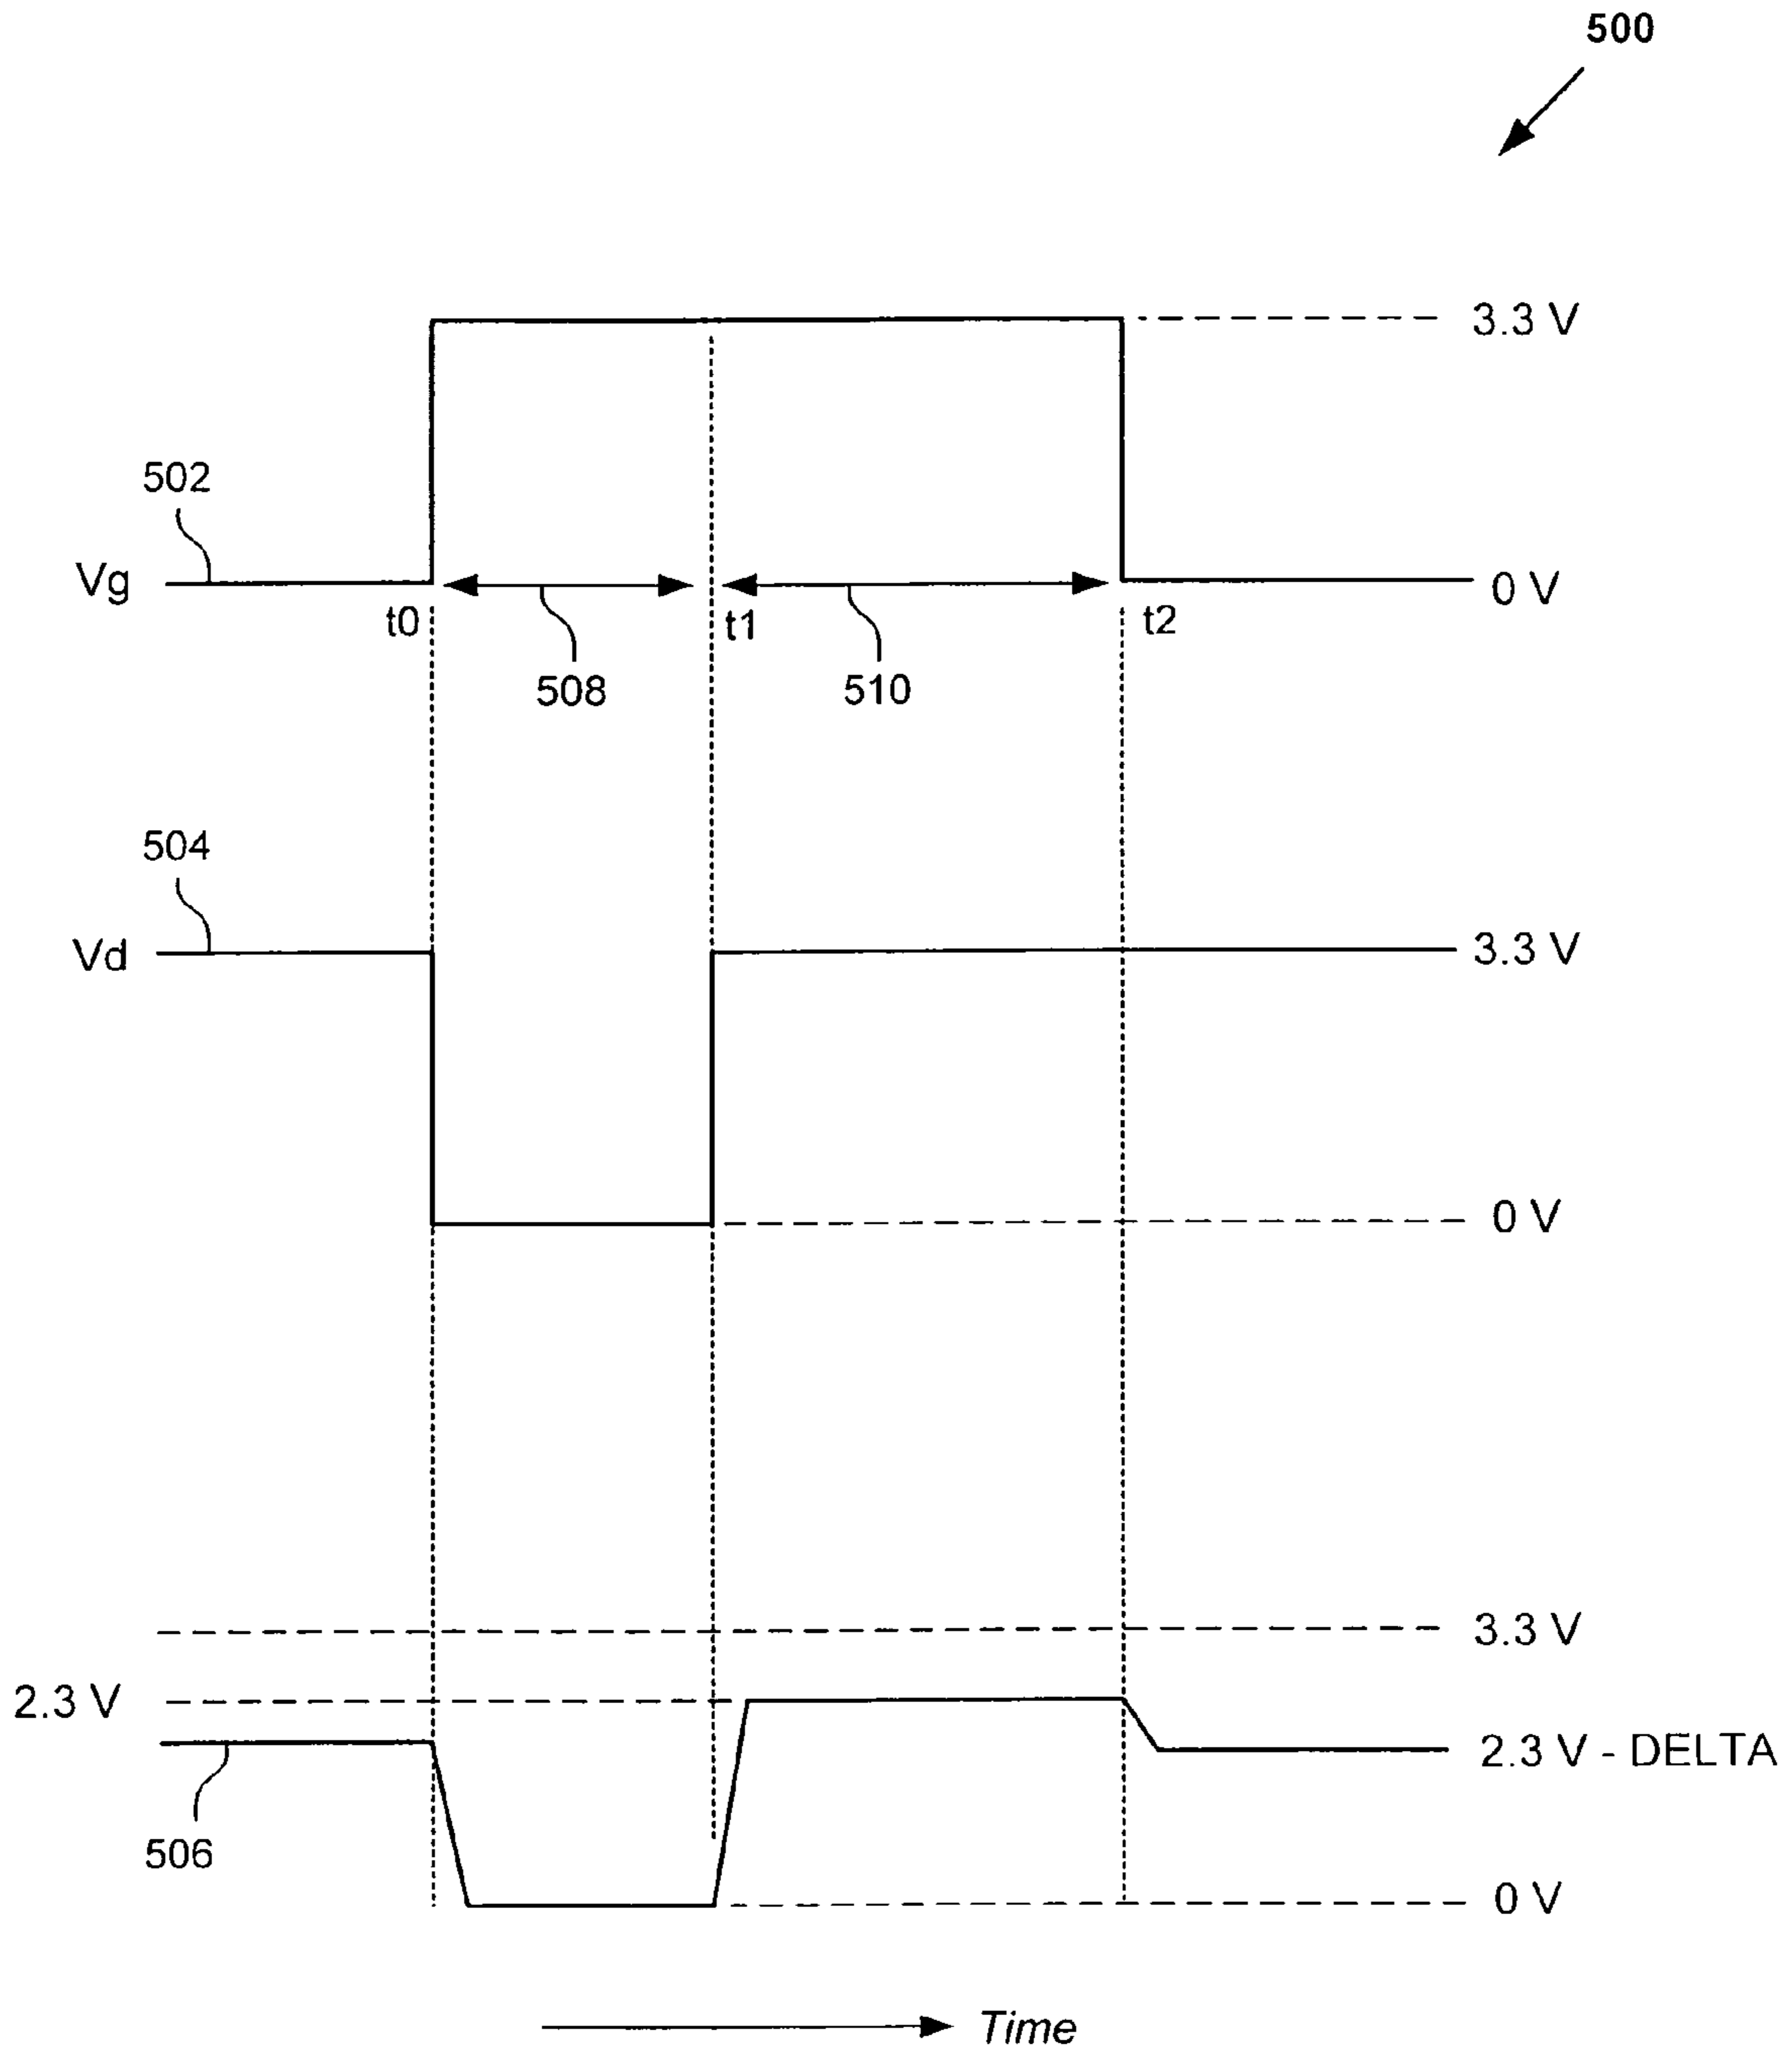 500
3.3 V
502
Vg
0 V
t0
t1
t2
508
510
504
Vd
3.3 V
0 V
3.3 V
2.3 V
2.3 V - DELTA
506
0 V
Time